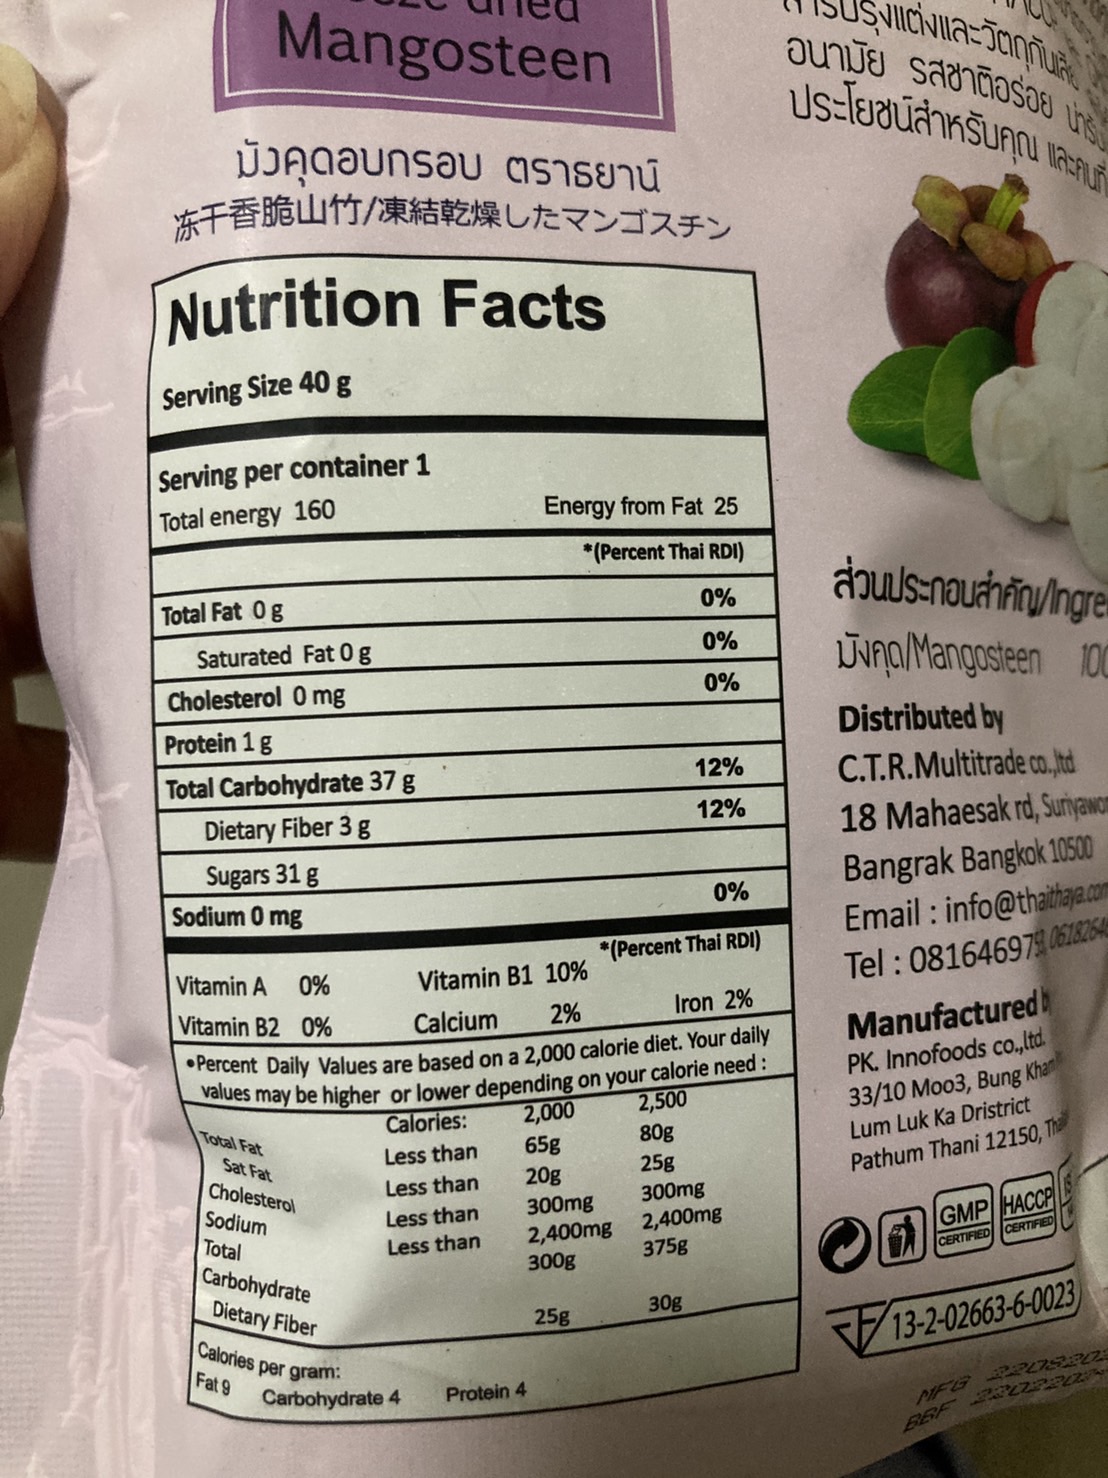 Mangosteen
มังคุดอบกรอบ ตราธยาน์
冻干香脆山竹/凍結乾燥したマンゴスチン
Nutrition Facts
Serving Size 40 g
Serving per container 1
Total energy 160 Energy from Fat 25
*(Percent Thai RDI)
Total Fat 0 g 0%
Saturated Fat 0 g 0%
Cholesterol 0 mg 0%
Protein 1 g
Total Carbohydrate 37 g 12%
Dietary Fiber 3 g 12%
Sugars 31 g
Sodium 0 mg 0%
*(Percent Thai RDI)
Vitamin A 0% Vitamin B1 10%
Vitamin B2 0% Calcium 2% Iron 2%
•Percent Daily Values are based on a 2,000 calorie diet. Your daily
values may be higher or lower depending on your calorie need :
Calories: 2,000 2,500
Total Fat Less than 65g 80g
Sat Fat Less than 20g 25g
Cholesterol Less than 300mg 300mg
Sodium Less than 2,400mg 2,400mg
Total 300g 375g
Carbohydrate
Dietary Fiber 25g 30g
Calories per gram:
Fat 9 Carbohydrate 4 Protein 4
อนามัย รสชาติอร่อย
ประโยชน์สำหรับคุณ
ส่วนประกอบสำคัญ/Ingre
มังคุด/Mangosteen
Distributed by
C.T.R.Multitrade co.,ltd
18 Mahaesak rd,
Bangrak Bangkok 10500
Email : info@thaithaya.com
Tel :
Manufactured
PK. Innofoods co.,ltd.
33/10 Moo3, Bung Kham
Lum Luk Ka Dristrict
Pathum Thani 12150,
GMP CERTIFIED
HACCP CERTIFIED
13-2-02663-6-0023
MFG
BBF